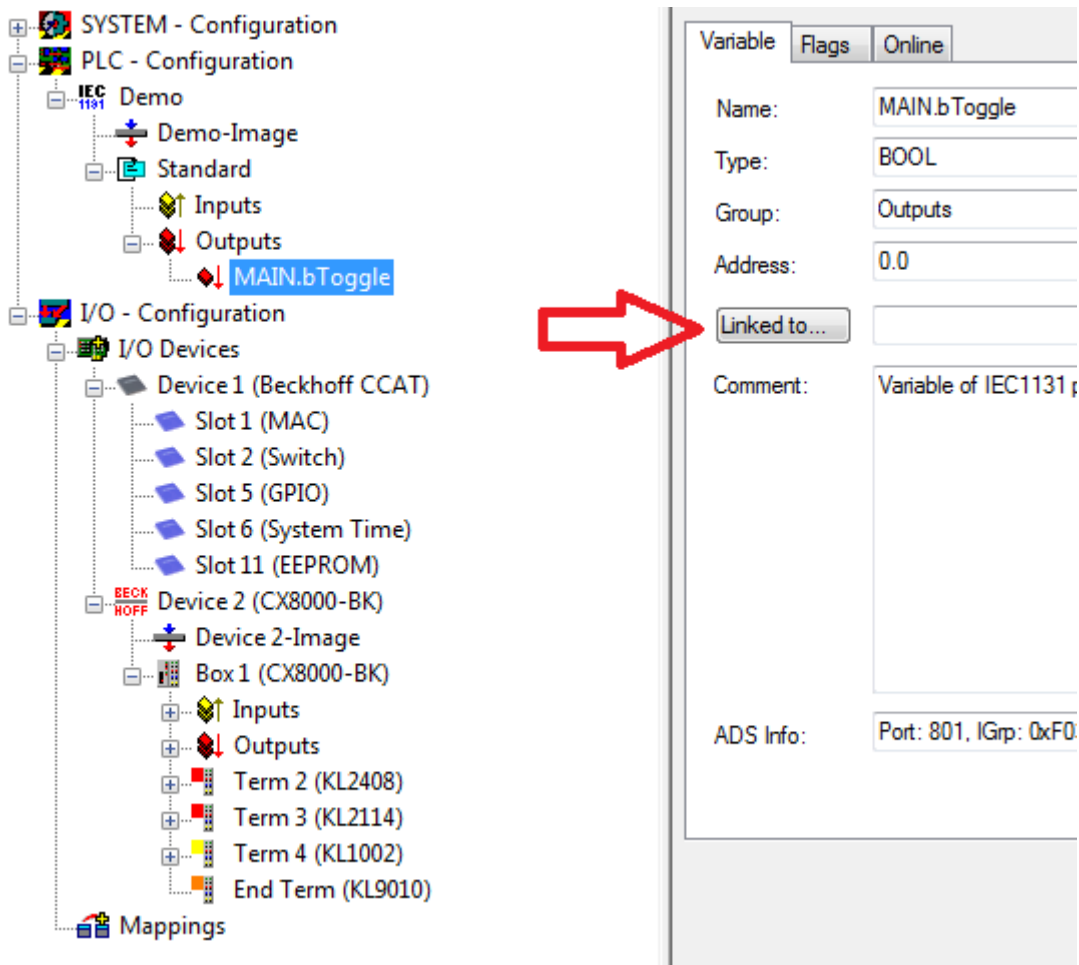 SYSTEM - Configuration
PLC - Configuration
IEC
1131
Demo
Demo-Image
Standard
Inputs
Outputs
MAIN.bToggle
I/O - Configuration
I/O Devices
Device 1 (Beckhoff CCAT)
Slot 1 (MAC)
Slot 2 (Switch)
Slot 5 (GPIO)
Slot 6 (System Time)
Slot 11 (EEPROM)
BECK
HOFF
Device 2 (CX8000-BK)
Device 2-Image
Box 1 (CX8000-BK)
Inputs
Outputs
Term 2 (KL2408)
Term 3 (KL2114)
Term 4 (KL1002)
End Term (KL9010)
Mappings
Variable Flags Online
Name: MAIN.bToggle
Type: BOOL
Group: Outputs
Address: 0.0
Linked to...
Comment: Variable of IEC1131 p
ADS Info: Port: 801, IGrp: 0xF03